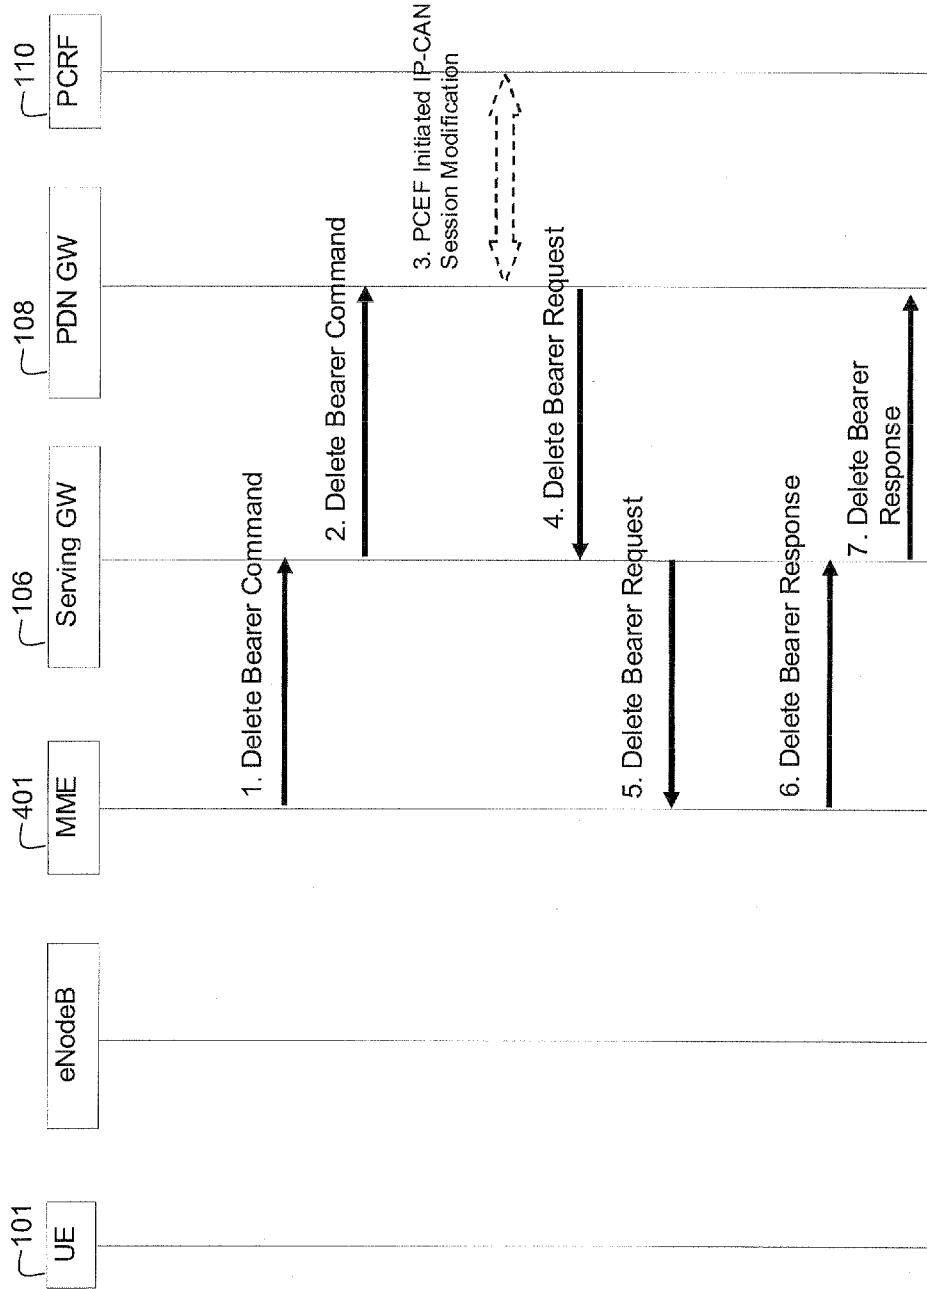 101
UE
eNodeB
401
MME
106
Serving GW
108
PDN GW
110
PCRF
1. Delete Bearer Command
2. Delete Bearer Command
3. PCEF Initiated IP-CAN
Session Modification
4. Delete Bearer Request
5. Delete Bearer Request
6. Delete Bearer Response
7. Delete Bearer
Response